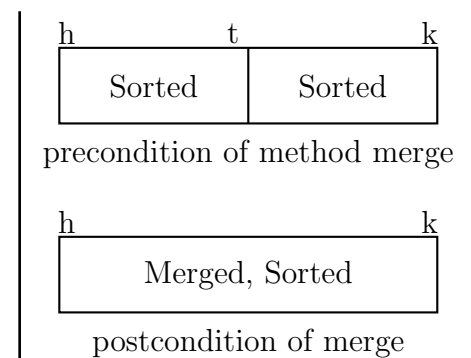 h t k
Sorted Sorted
precondition of method merge
h k
Merged, Sorted
postcondition of merge